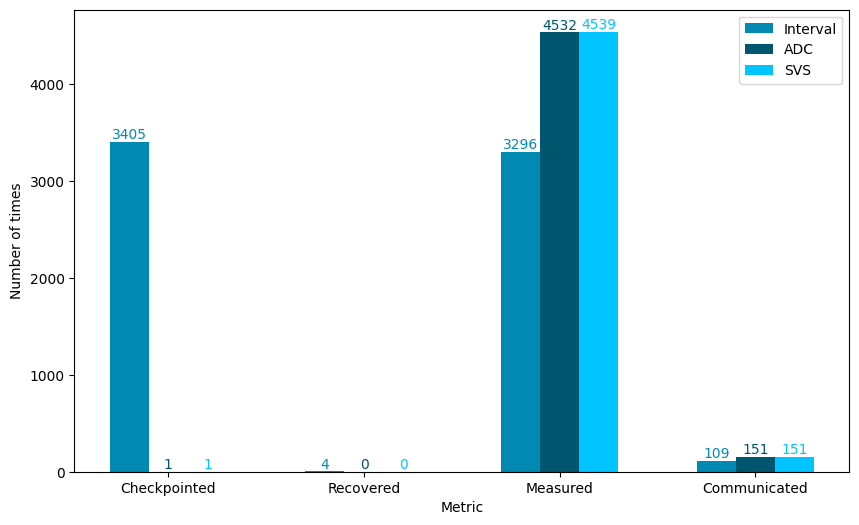 Interval
ADC
SVS
4532 4539
4000
3405
3296
3000
Number of times
2000
1000
109 151 151
1 1
4 0 0
0
Checkpointed Recovered Measured Communicated
Metric